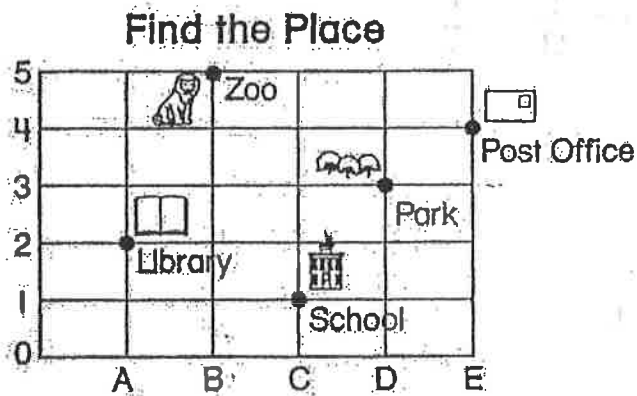 Find the Place
5
Zoo
4
Post Office
3
Park
2
Library
1
School
0
A B C D E